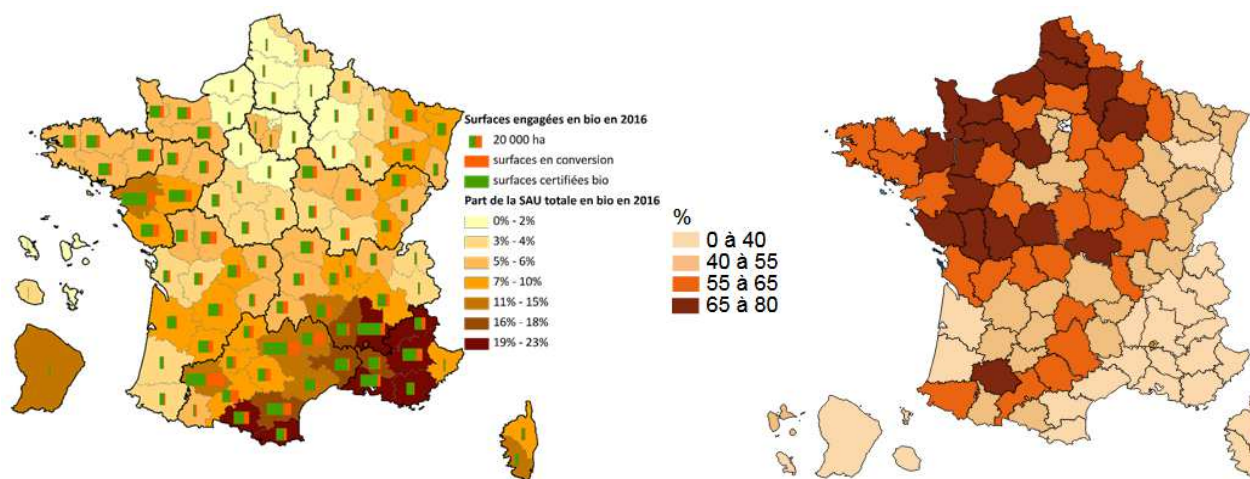 Surfaces engagées en bio en 2016
20 000 ha
surfaces en conversion
surfaces certifiées bio
Part de la SAU totale en bio en 2016
0% - 2%
3% - 4%
5% - 6%
7% - 10%
11% - 15%
16% - 18%
19% - 23%
%
0 à 40
40 à 55
55 à 65
65 à 80